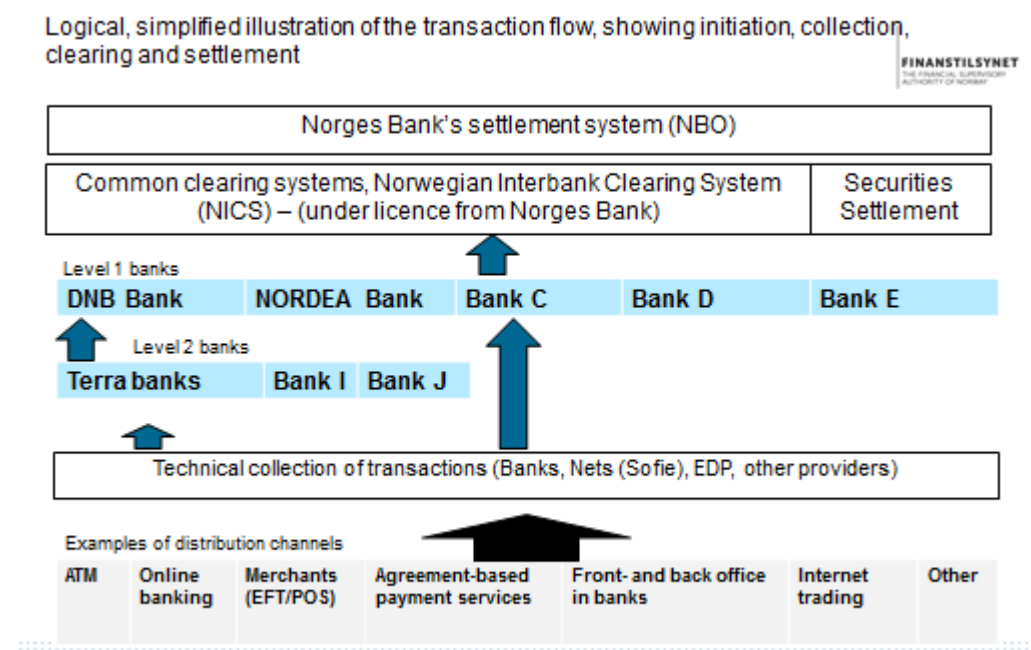 Logical, simplified illustration of the transaction flow, showing initiation, collection,
clearing and settlement
FINANSTILSYNET
THE FINANCIAL SUPERVISORY
AUTHORITY OF NORWAY
Norges Bank's settlement system (NBO)
Common clearing systems, Norwegian Interbank Clearing System
(NICS) – (under licence from Norges Bank)
Securities
Settlement
Level 1 banks
DNB Bank
NORDEA Bank
Bank C
Bank D
Bank E
Level 2 banks
Terra banks
Bank I
Bank J
Technical collection of transactions (Banks, Nets (Sofie), EDP, other providers)
Examples of distribution channels
ATM
Online
banking
Merchants
(EFT/POS)
Agreement-based
payment services
Front- and back office
in banks
Internet
trading
Other